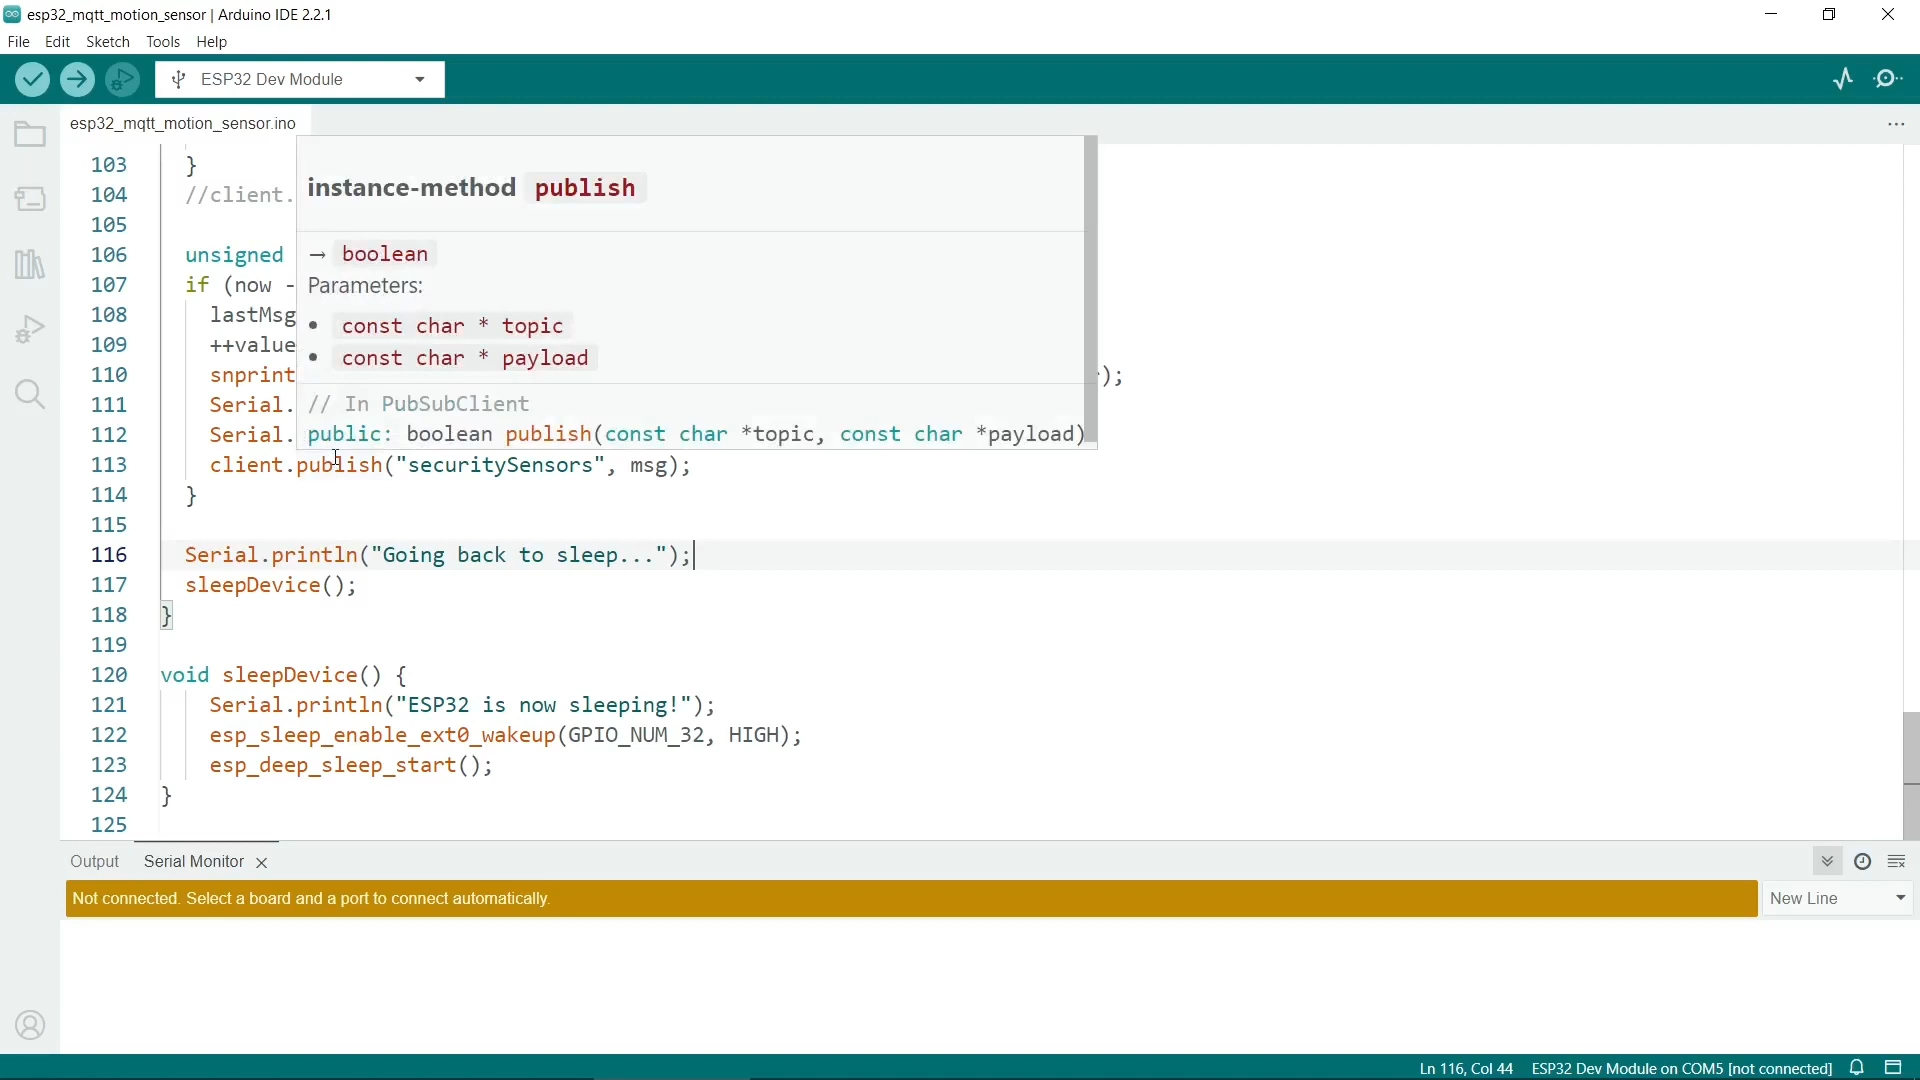 esp32_mqtt_motion_sensor | Arduino IDE 2.2.1
File Edit Sketch Tools Help
ESP32 Dev Module
esp32_mqtt_motion_sensor.ino
103 }
104 //client.
105
106 unsigned
107 if (now -
108 lastMsg
109 ++value
110 snprint );
111 Serial.
112 Serial.
instance-method publish
→ boolean
Parameters:
• const char * topic
• const char * payload
// In PubSubClient
public: boolean publish(const char *topic, const char *payload)
113 client.publish("securitySensors", msg);
114 }
115
116 Serial.println("Going back to sleep...");
117 sleepDevice();
118 }
119
120 void sleepDevice() {
121 Serial.println("ESP32 is now sleeping!");
122 esp_sleep_enable_ext0_wakeup(GPIO_NUM_32, HIGH);
123 esp_deep_sleep_start();
124 }
125
Output Serial Monitor
Not connected. Select a board and a port to connect automatically.
New Line
Ln 116, Col 44 ESP32 Dev Module on COM5 [not connected]